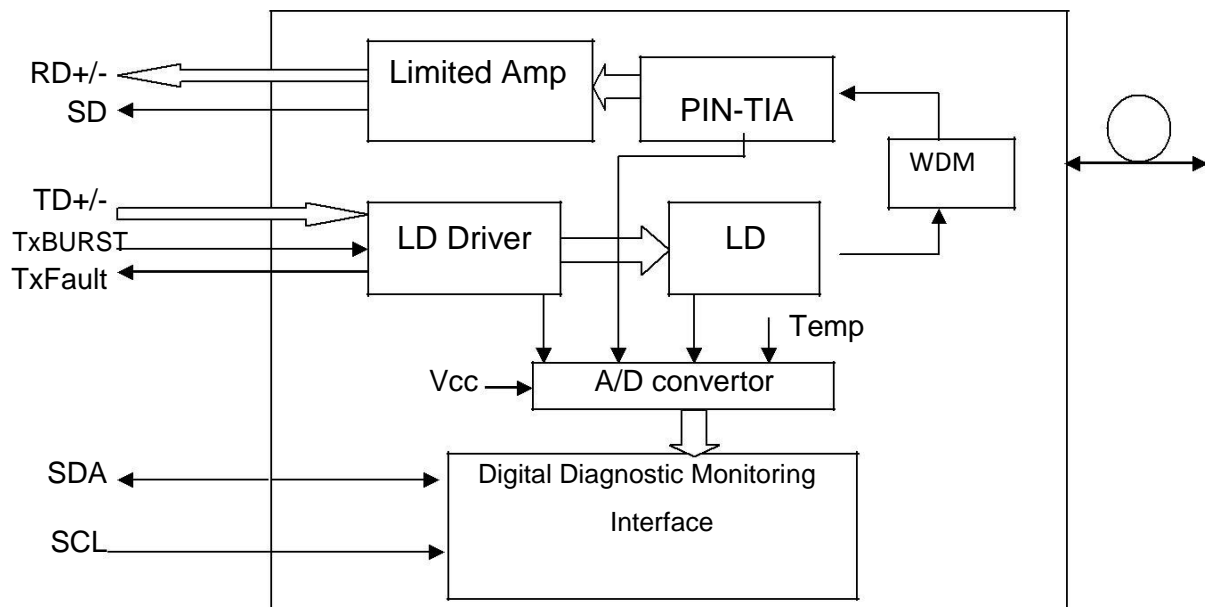 RD+/-
SD
Limited Amp
PIN-TIA
WDM
TD+/-
TxBURST
TxFault
LD Driver
LD
Temp
Vcc
A/D convertor
SDA
SCL
Digital Diagnostic Monitoring
Interface